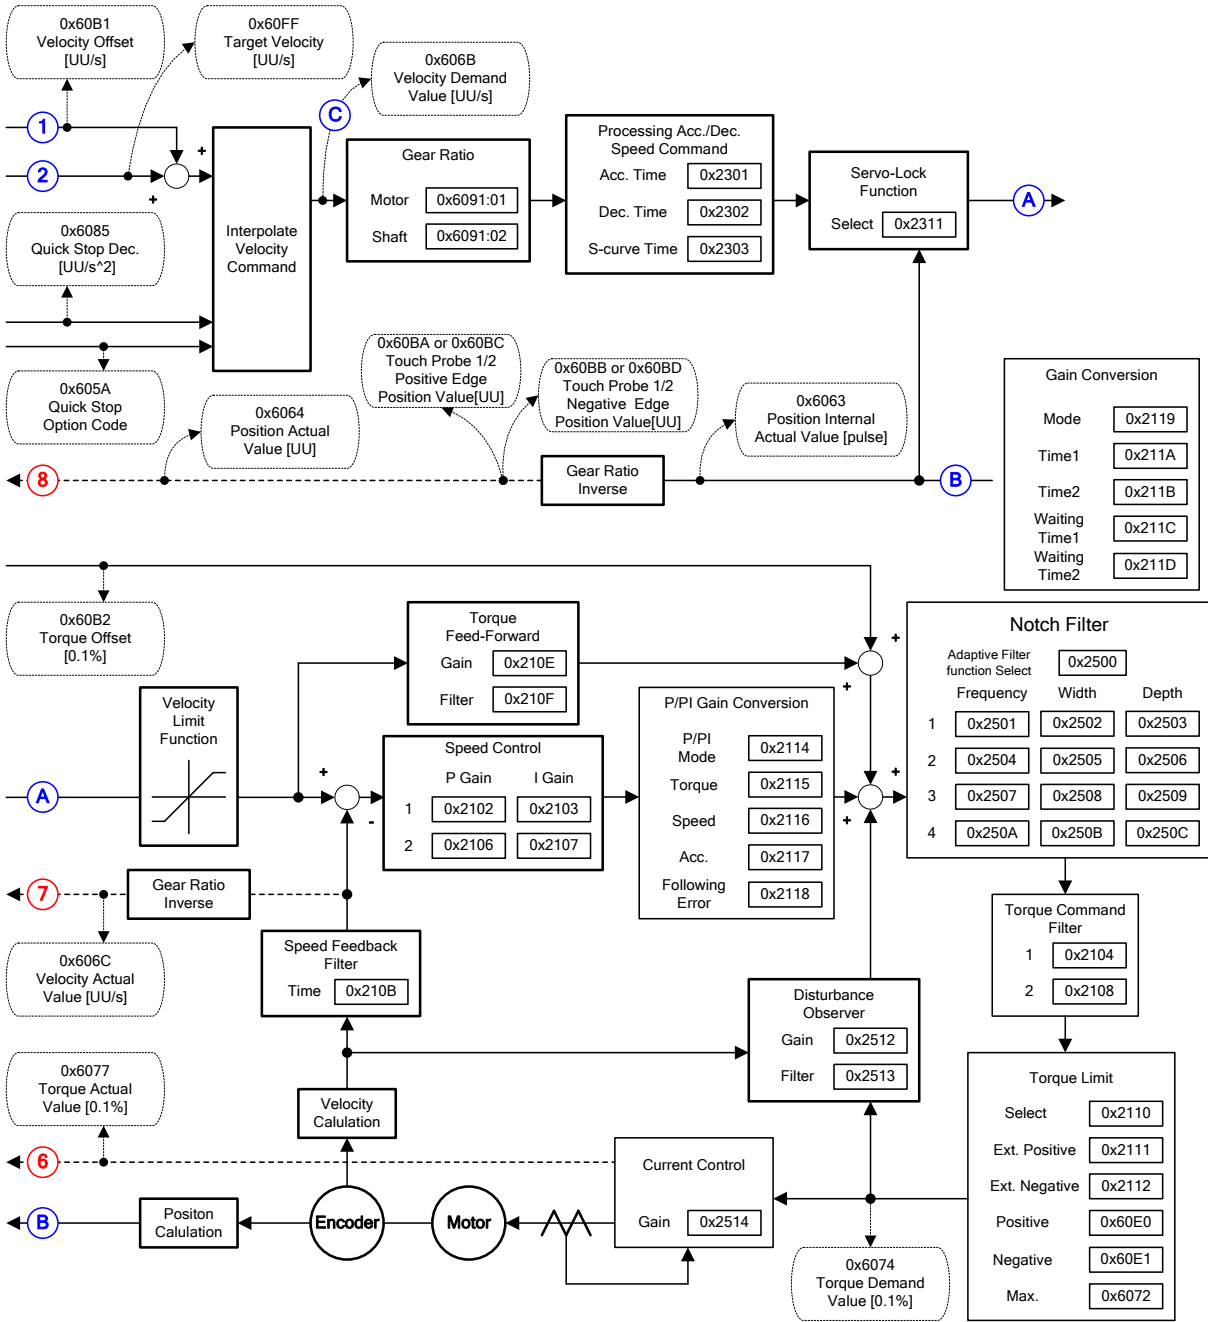 0x60B1
Velocity Offset
[UU/s]
0x60FF
Target Velocity
[UU/s]
0x606B
Velocity Demand
Value [UU/s]
C
1
2
+
+
0x6085
Quick Stop Dec.
[UU/s^2]
Interpolate
Velocity
Command
Gear Ratio
Motor 0x6091:01
Shaft 0x6091:02
Processing Acc./Dec.
Speed Command
Acc. Time 0x2301
Dec. Time 0x2302
S-curve Time 0x2303
Servo-Lock
Function
Select 0x2311
A
0x605A
Quick Stop
Option Code
0x6064
Position Actual
Value [UU]
0x60BA or 0x60BC
Touch Probe 1/2
Positive Edge
Position Value[UU]
0x60BB or 0x60BD
Touch Probe 1/2
Negative Edge
Position Value[UU]
0x6063
Position Internal
Actual Value [pulse]
8
Gear Ratio
Inverse
B
Gain Conversion
Mode 0x2119
Time1 0x211A
Time2 0x211B
Waiting
Time1 0x211C
Waiting
Time2 0x211D
0x60B2
Torque Offset
[0.1%]
Torque
Feed-Forward
Gain 0x210E
Filter 0x210F
+
+
Velocity
Limit
Function
A
+
-
Speed Control
P Gain I Gain
1 0x2102 0x2103
2 0x2106 0x2107
P/PI Gain Conversion
P/PI
Mode 0x2114
Torque 0x2115
Speed 0x2116
Acc. 0x2117
Following
Error 0x2118
+
+
Notch Filter
Adaptive Filter
function Select 0x2500
Frequency Width Depth
1 0x2501 0x2502 0x2503
2 0x2504 0x2505 0x2506
3 0x2507 0x2508 0x2509
4 0x250A 0x250B 0x250C
7
Gear Ratio
Inverse
0x606C
Velocity Actual
Value [UU/s]
Speed Feedback
Filter
Time 0x210B
Torque Command
Filter
1 0x2104
2 0x2108
Disturbance
Observer
Gain 0x2512
Filter 0x2513
0x6077
Torque Actual
Value [0.1%]
Velocity
Calulation
6
Current Control
Gain 0x2514
Torque Limit
Select 0x2110
Ext. Positive 0x2111
Ext. Negative 0x2112
Positive 0x60E0
Negative 0x60E1
Max. 0x6072
B
Positon
Calulation
Encoder
Motor
0x6074
Torque Demand
Value [0.1%]